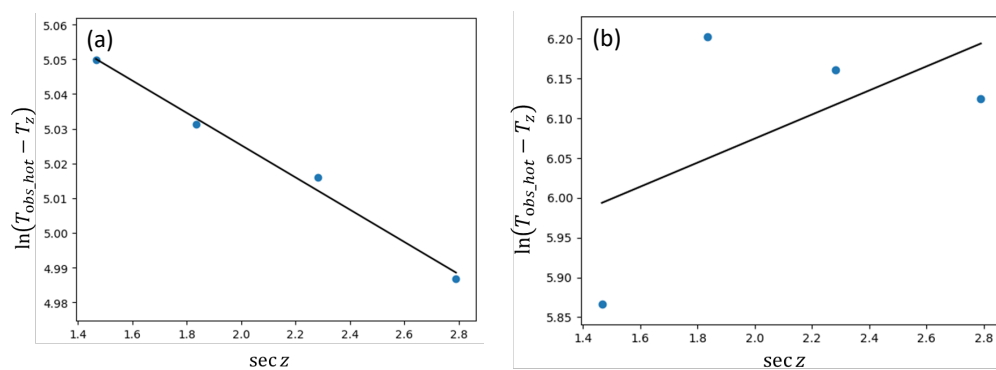 (a)
5.06
5.05
5.04
5.03
5.02
5.01
5.00
4.99
4.98
1.4 1.6 1.8 2.0 2.2 2.4 2.6 2.8
sec z
ln(T_obs_hot − T_z)
(b)
6.20
6.15
6.10
6.05
6.00
5.95
5.90
5.85
1.4 1.6 1.8 2.0 2.2 2.4 2.6 2.8
sec z
ln(T_obs_hot − T_z)